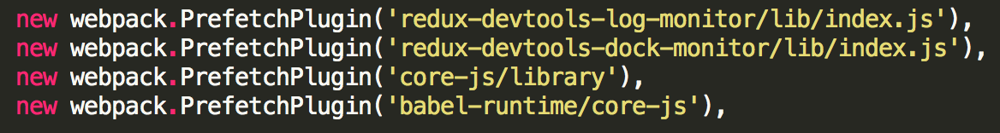 new webpack.PrefetchPlugin('redux-devtools-log-monitor/lib/index.js'),
new webpack.PrefetchPlugin('redux-devtools-dock-monitor/lib/index.js'),
new webpack.PrefetchPlugin('core-js/library'),
new webpack.PrefetchPlugin('babel-runtime/core-js'),